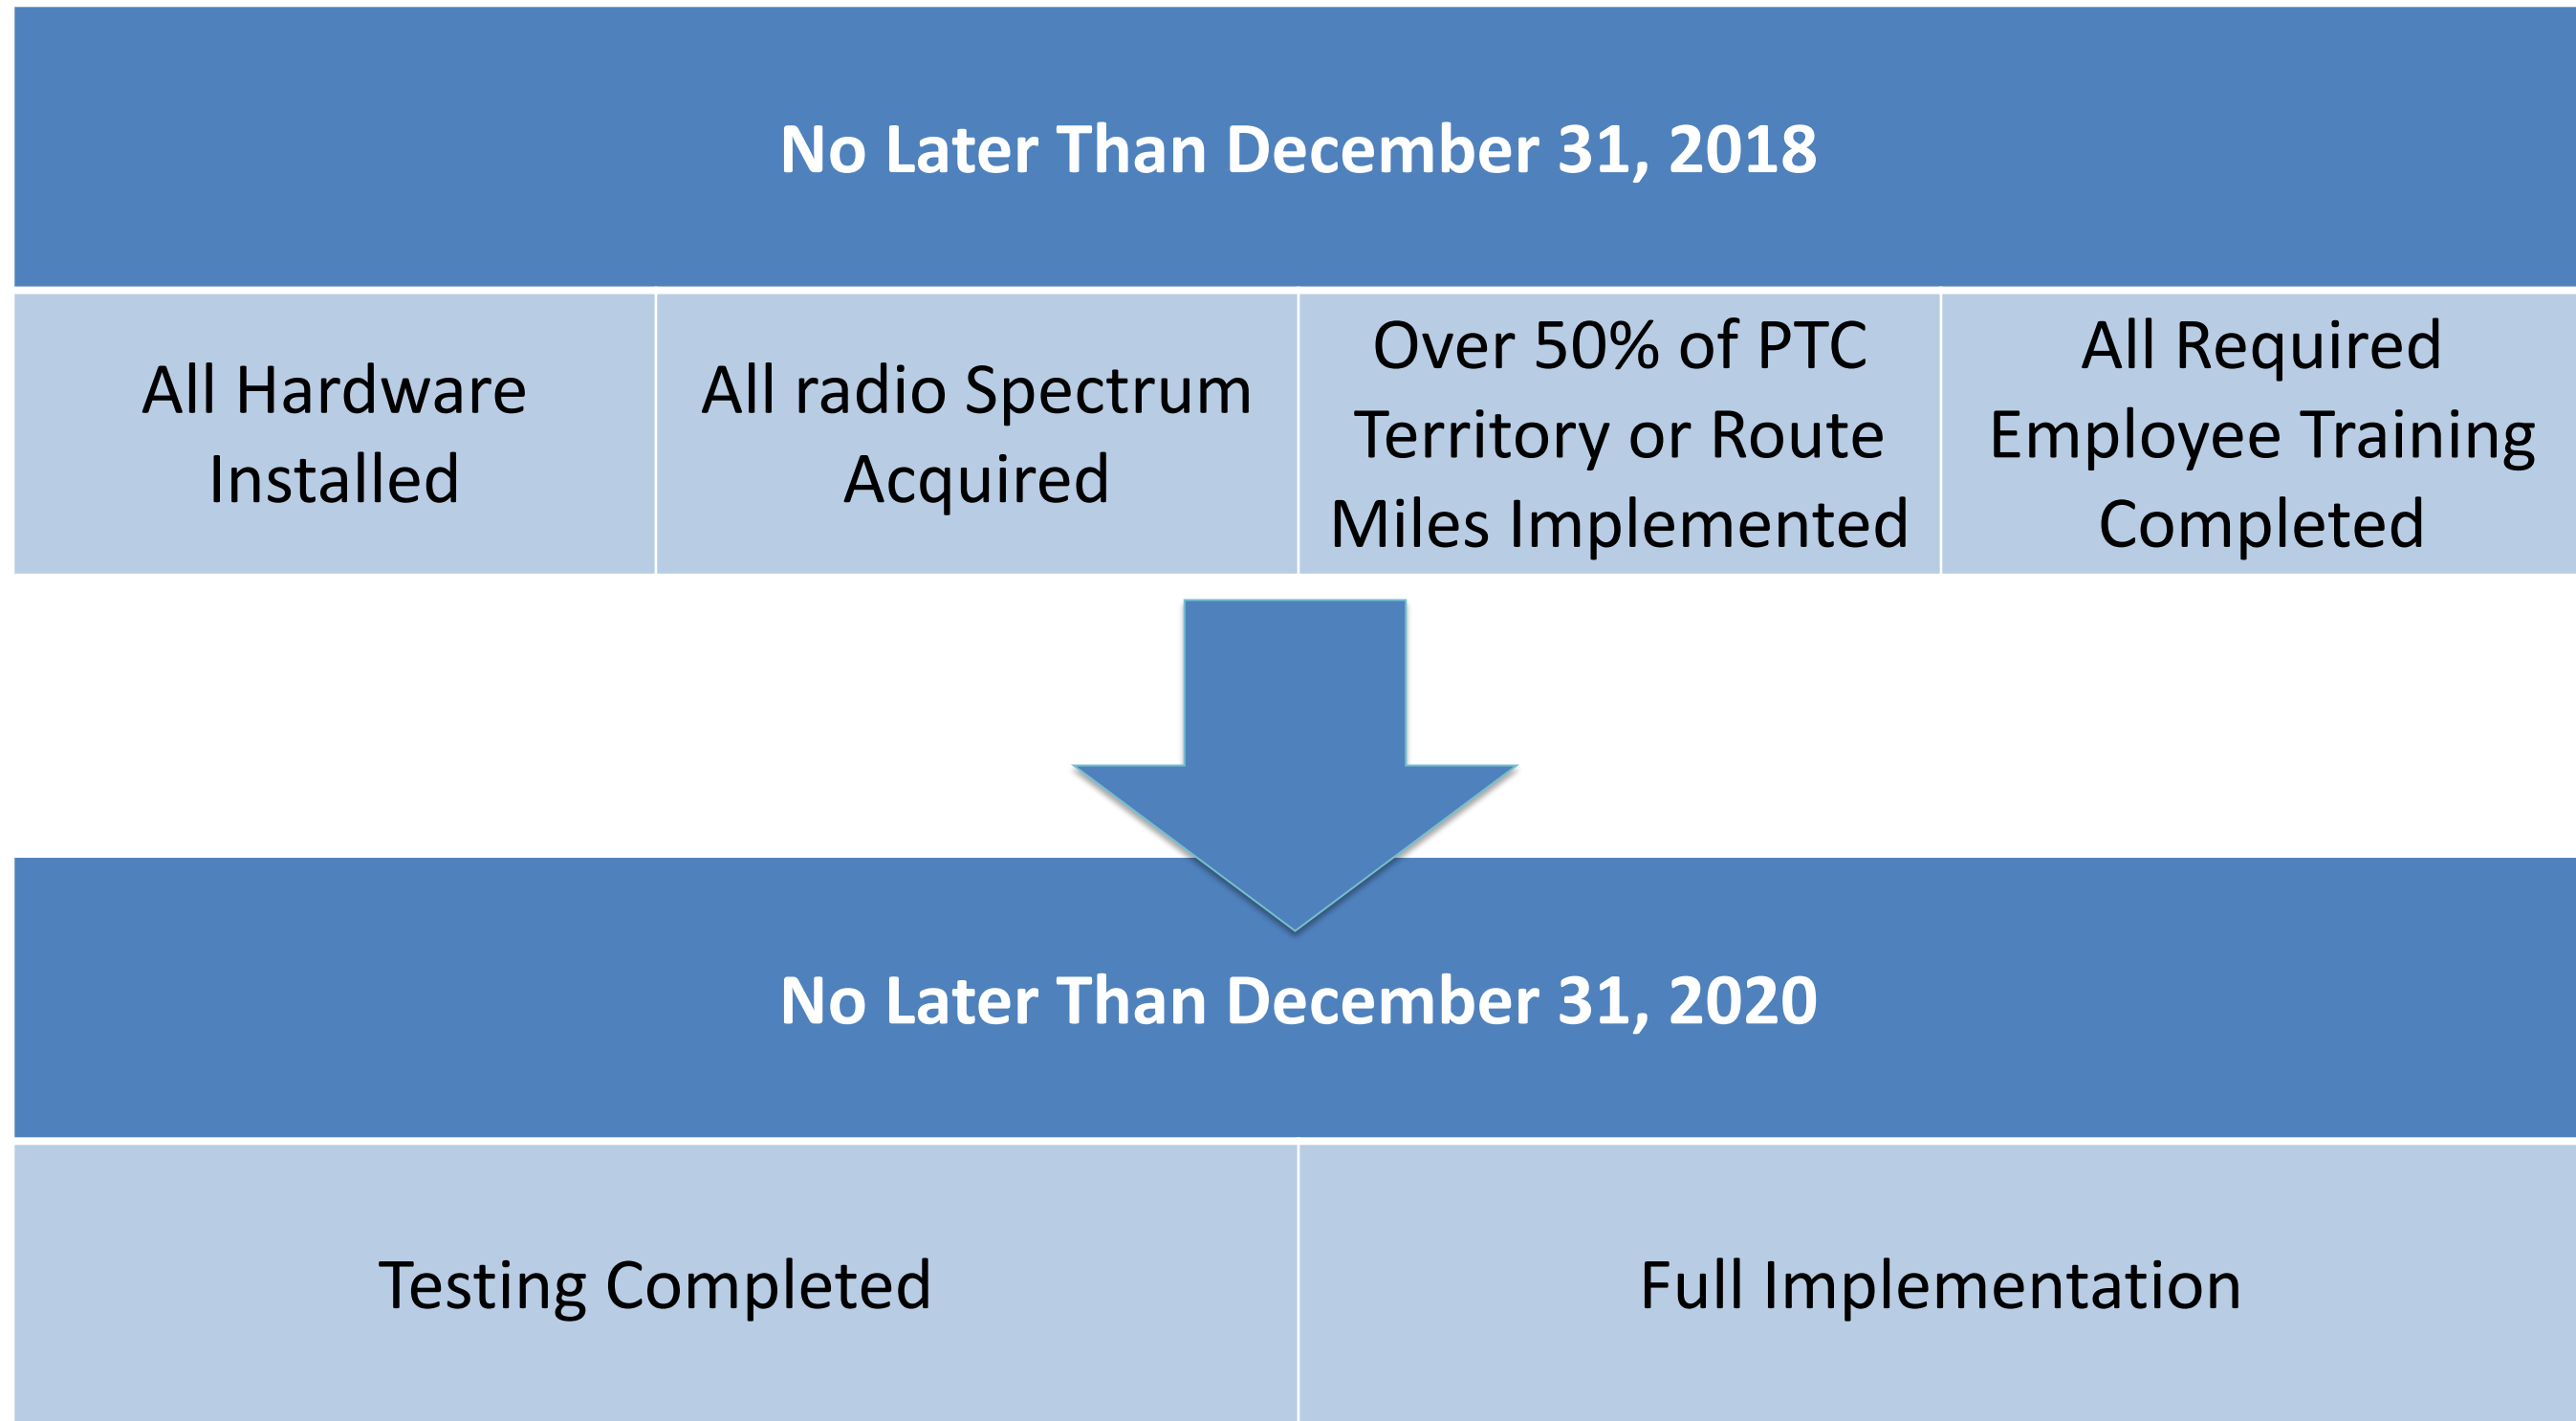 No Later Than December 31, 2018
All Hardware
Installed
All radio Spectrum
Acquired
Over 50% of PTC
Territory or Route
Miles Implemented
All Required
Employee Training
Completed
No Later Than December 31, 2020
Testing Completed
Full Implementation